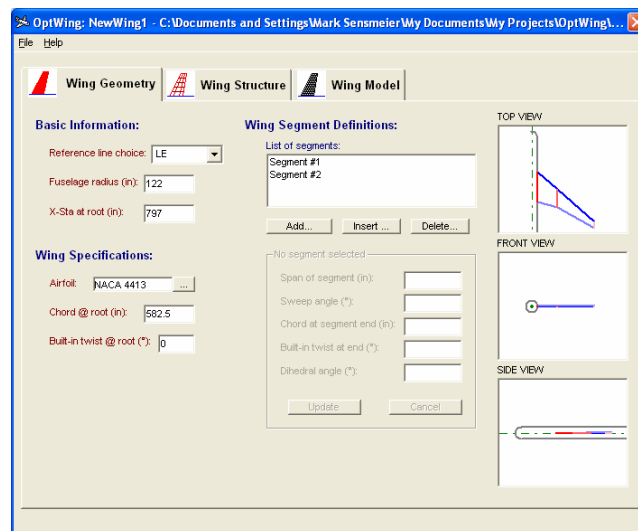 OptWing: NewWing1 - C:\Documents and Settings\Mark Sensmeier\My Documents\My Projects\OptWing\...
File Help
Wing Geometry
Wing Structure
Wing Model
Basic Information:
Reference line choice: LE
Fuselage radius (in): 122
X-Sta at root (in): 797
Wing Specifications:
Airfoil: NACA 4413 ...
Chord @ root (in): 582.5
Built-in twist @ root (°): 0
Wing Segment Definitions:
List of segments:
Segment #1
Segment #2
Add... Insert ... Delete...
No segment selected
Span of segment (in):
Sweep angle (°):
Chord at segment end (in):
Built-in twist at end (°):
Dihedral angle (°):
Update Cancel
TOP VIEW
FRONT VIEW
SIDE VIEW